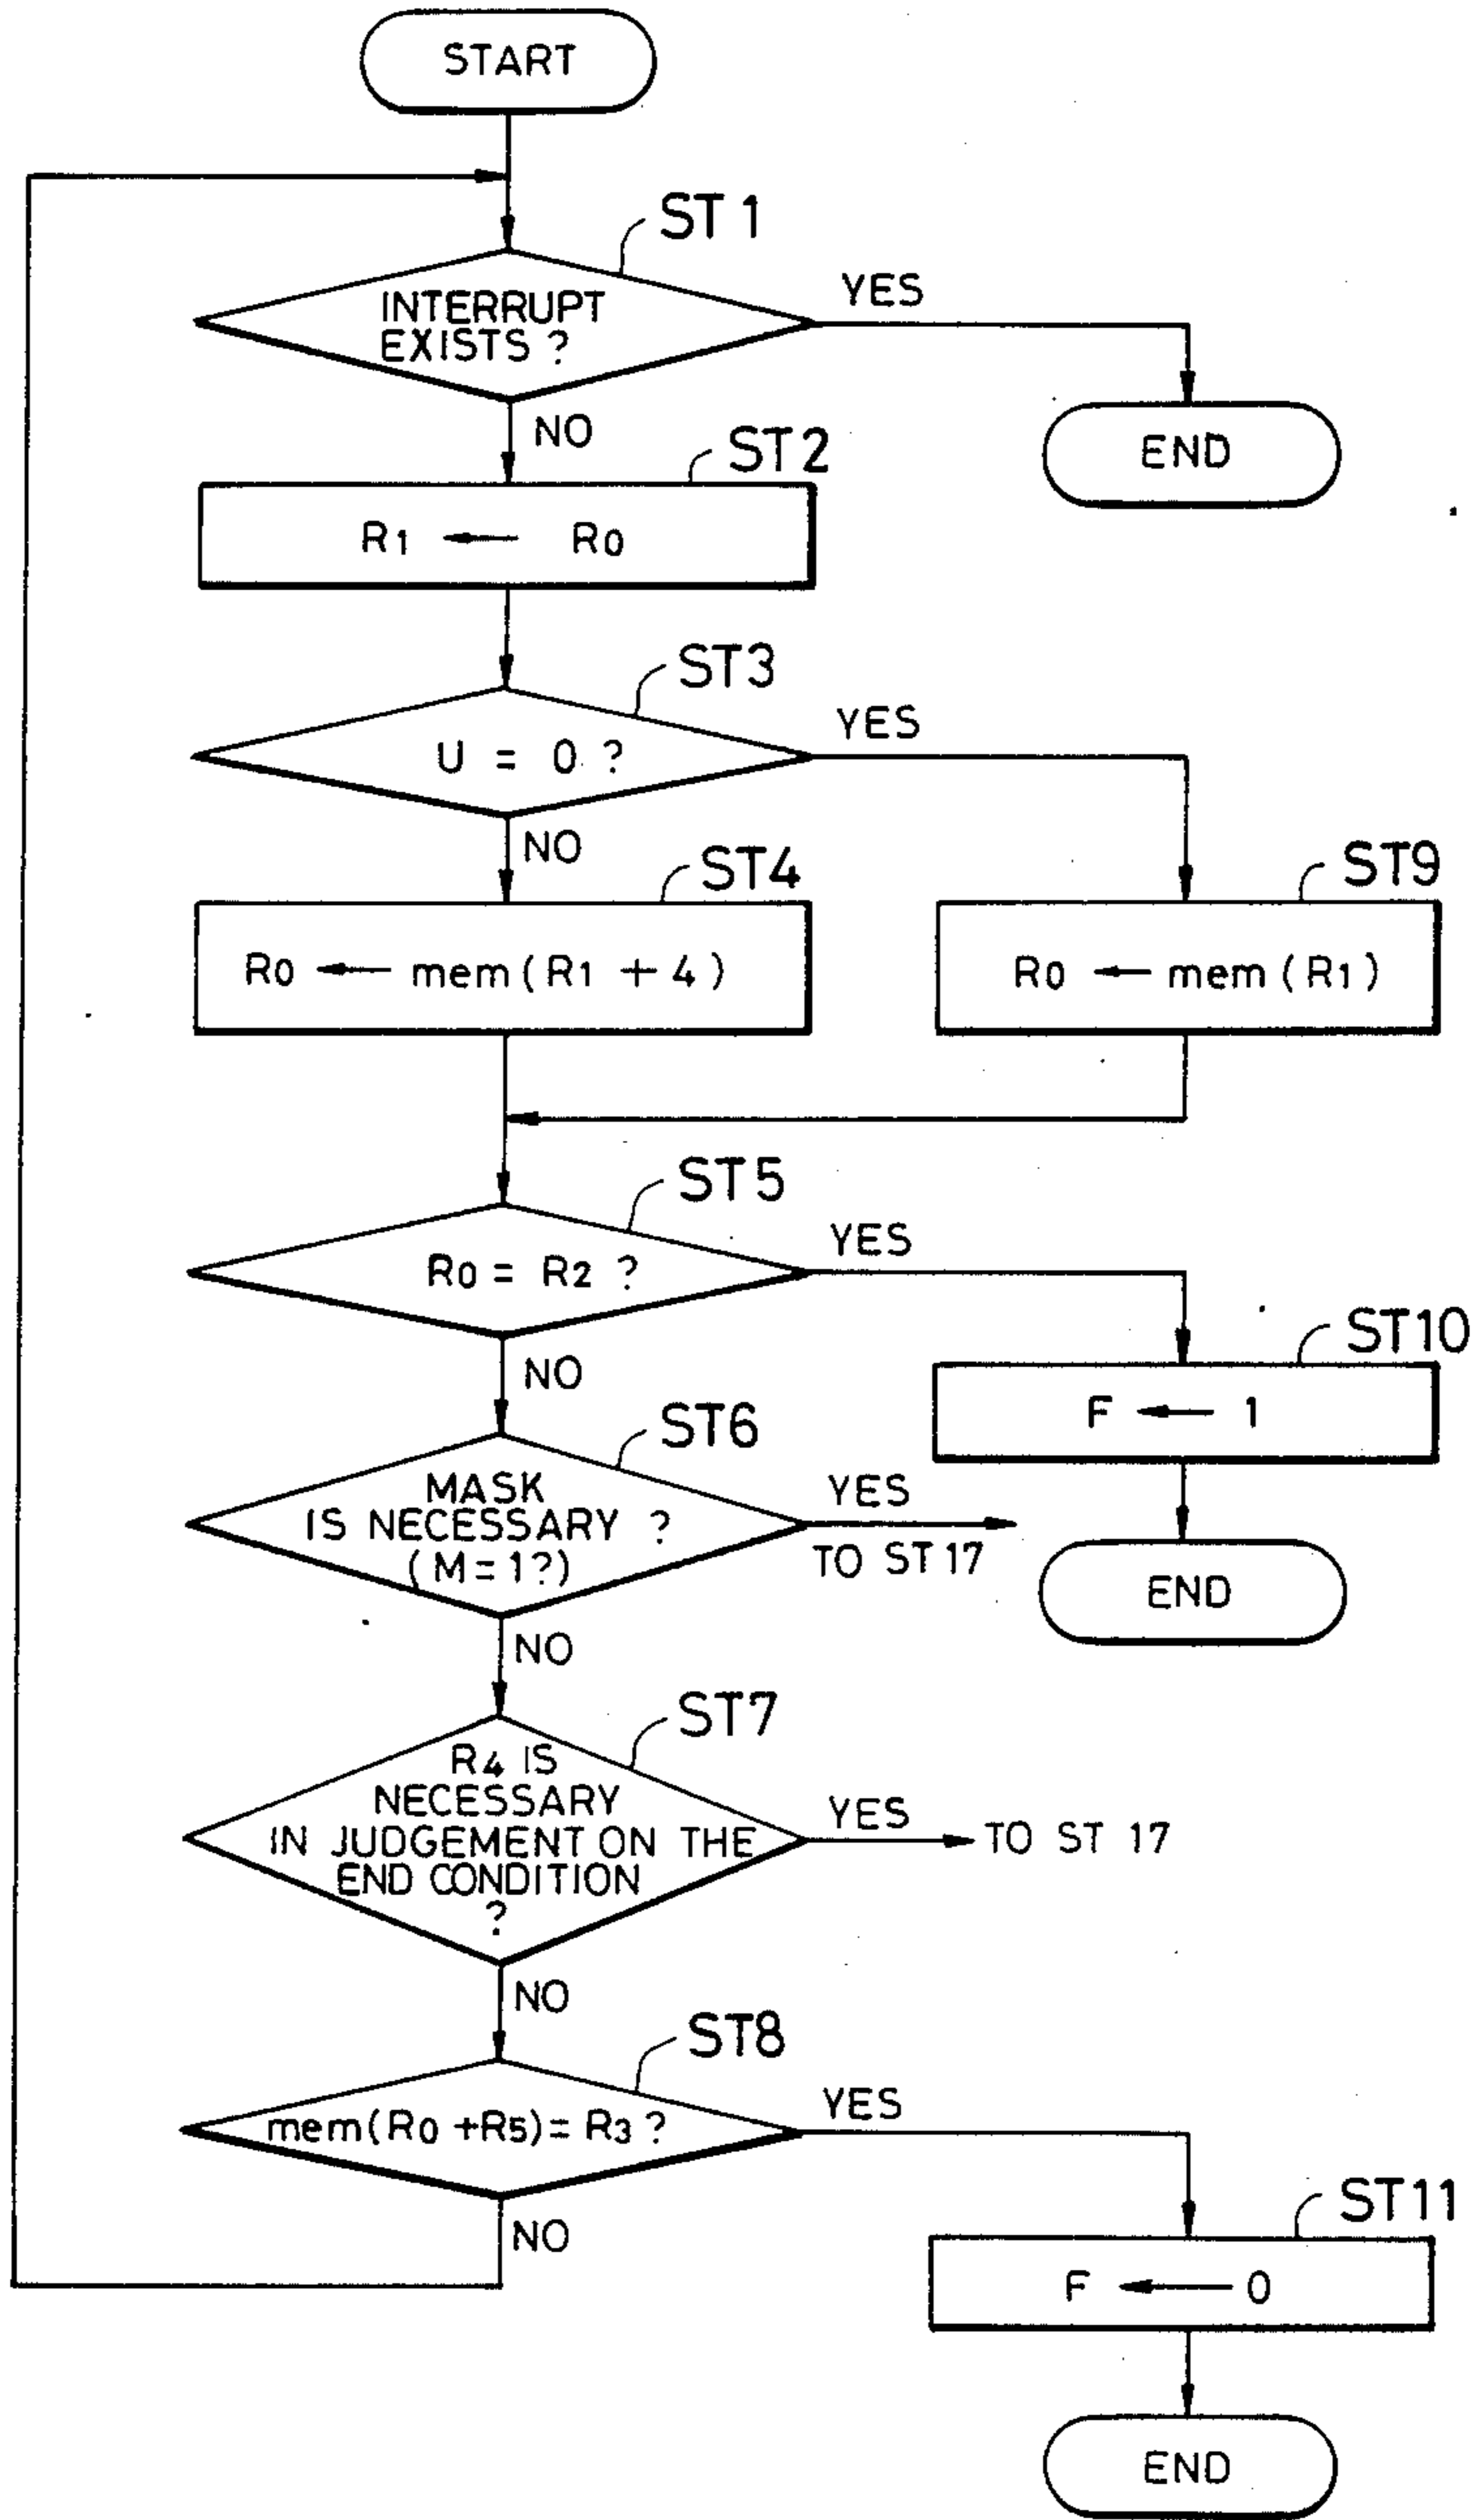 START
ST1
INTERRUPT
EXISTS ?
YES
END
NO
ST2
R1 ← R0
ST3
U = 0 ?
YES
NO
ST4
R0 ← mem(R1 + 4)
ST9
R0 ← mem(R1)
ST5
R0 = R2 ?
YES
NO
ST10
F ← 1
END
ST6
MASK
IS NECESSARY ?
(M=1?)
YES
TO ST17
NO
ST7
R4 IS
NECESSARY
IN JUDGEMENT ON THE
END CONDITION
?
YES
TO ST 17
NO
ST8
mem(R0 +R5)= R3 ?
YES
NO
ST11
F ← 0
END